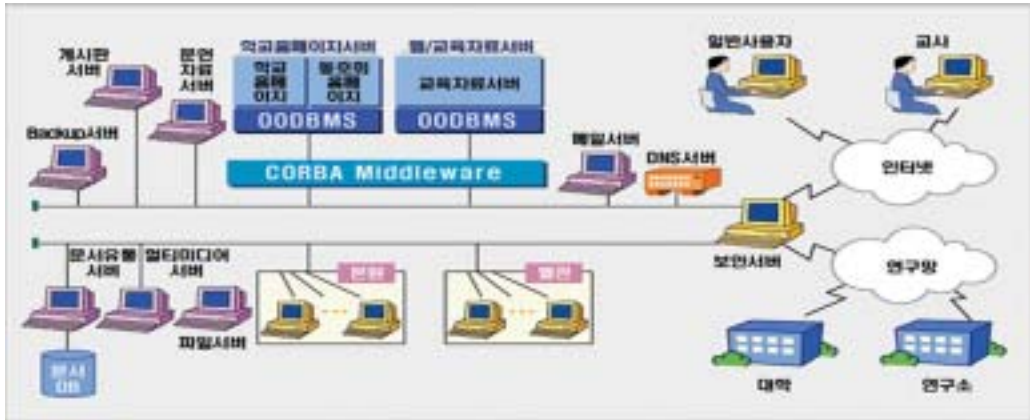 게시판
서버
문헌
자료
서버
Backup서버
학교홈페이지서버
학교
홈페
이지
동호회
홈페
이지
OODBMS
웹/교육자료서버
교육자료서버
OODBMS
CORBA Middleware
메일서버
DNS서버
일반사용자
교사
인터넷
보안서버
연구망
대학
연구소
문서유통
서버
멀티미디어
서버
파일서버
문서
DB
본원
별관